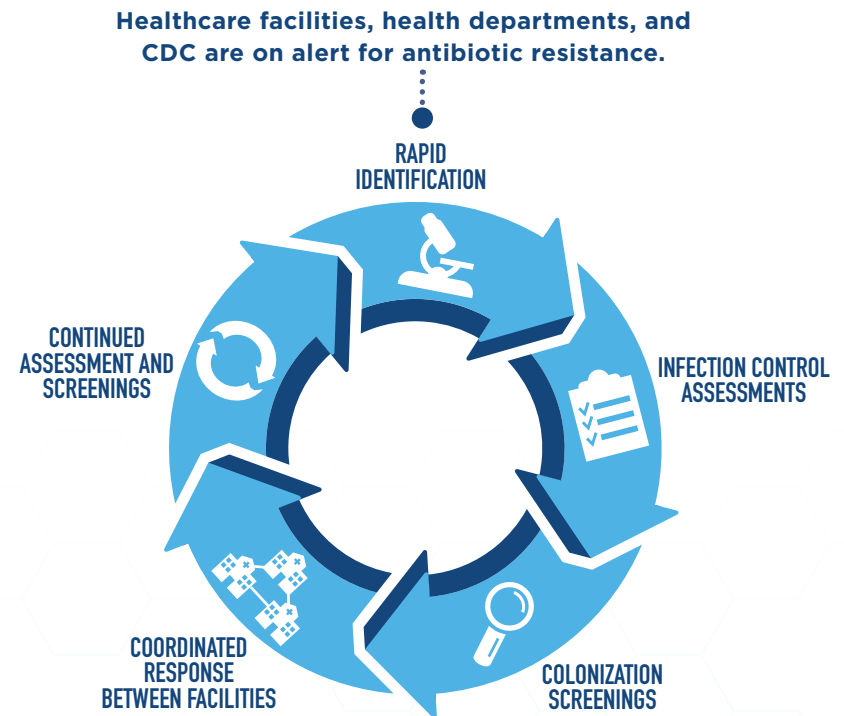 Healthcare facilities, health departments, and
CDC are on alert for antibiotic resistance.
RAPID
IDENTIFICATION
INFECTION CONTROL
ASSESSMENTS
COLONIZATION
SCREENINGS
COORDINATED
RESPONSE
BETWEEN FACILITIES
CONTINUED
ASSESSMENT AND
SCREENINGS